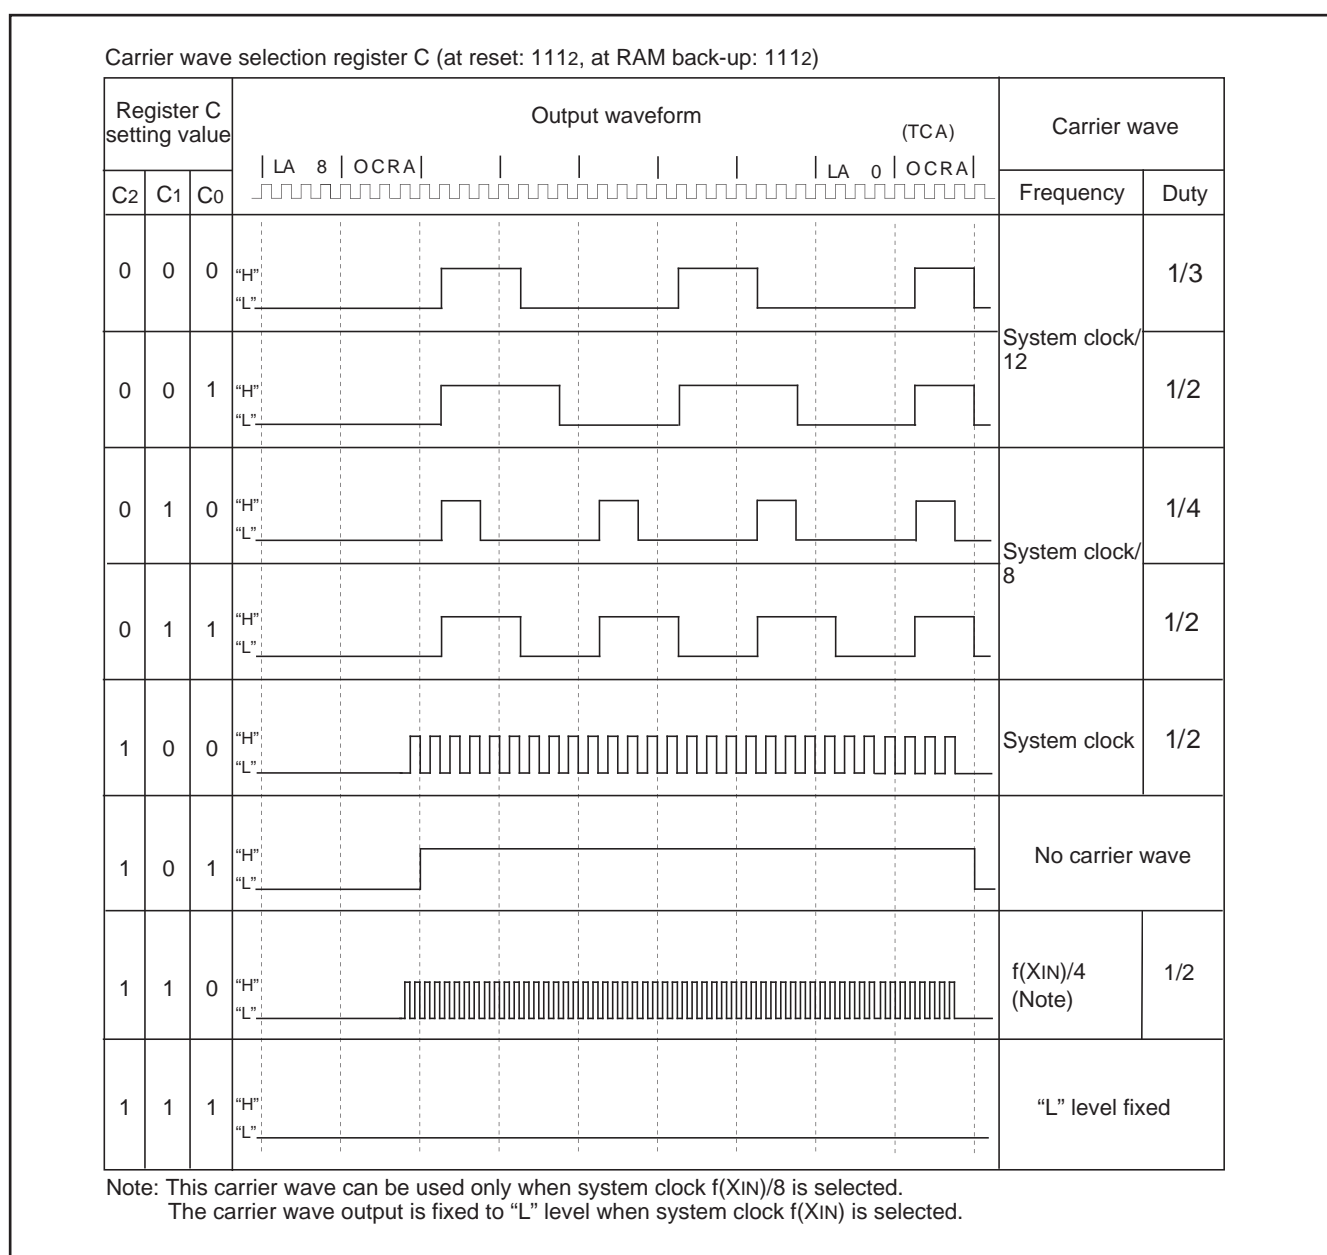 Carrier wave selection register C (at reset: 1112, at RAM back-up: 1112)
Register C
setting value
Output waveform
(TCA)
Carrier wave
LA 8 OCRA LA 0 OCRA
C2 C1 C0
Frequency Duty
0 0 0 “H”
“L”
1/3
System clock/
12
0 0 1 “H”
“L”
1/2
0 1 0 “H”
“L”
1/4
System clock/
8
0 1 1 “H”
“L”
1/2
1 0 0 “H”
“L”
System clock 1/2
1 0 1 “H”
“L”
No carrier wave
1 1 0 “H”
“L”
f(XIN)/4
(Note)
1/2
1 1 1 “H”
“L”
“L” level fixed
Note: This carrier wave can be used only when system clock f(XIN)/8 is selected.
The carrier wave output is fixed to “L” level when system clock f(XIN) is selected.